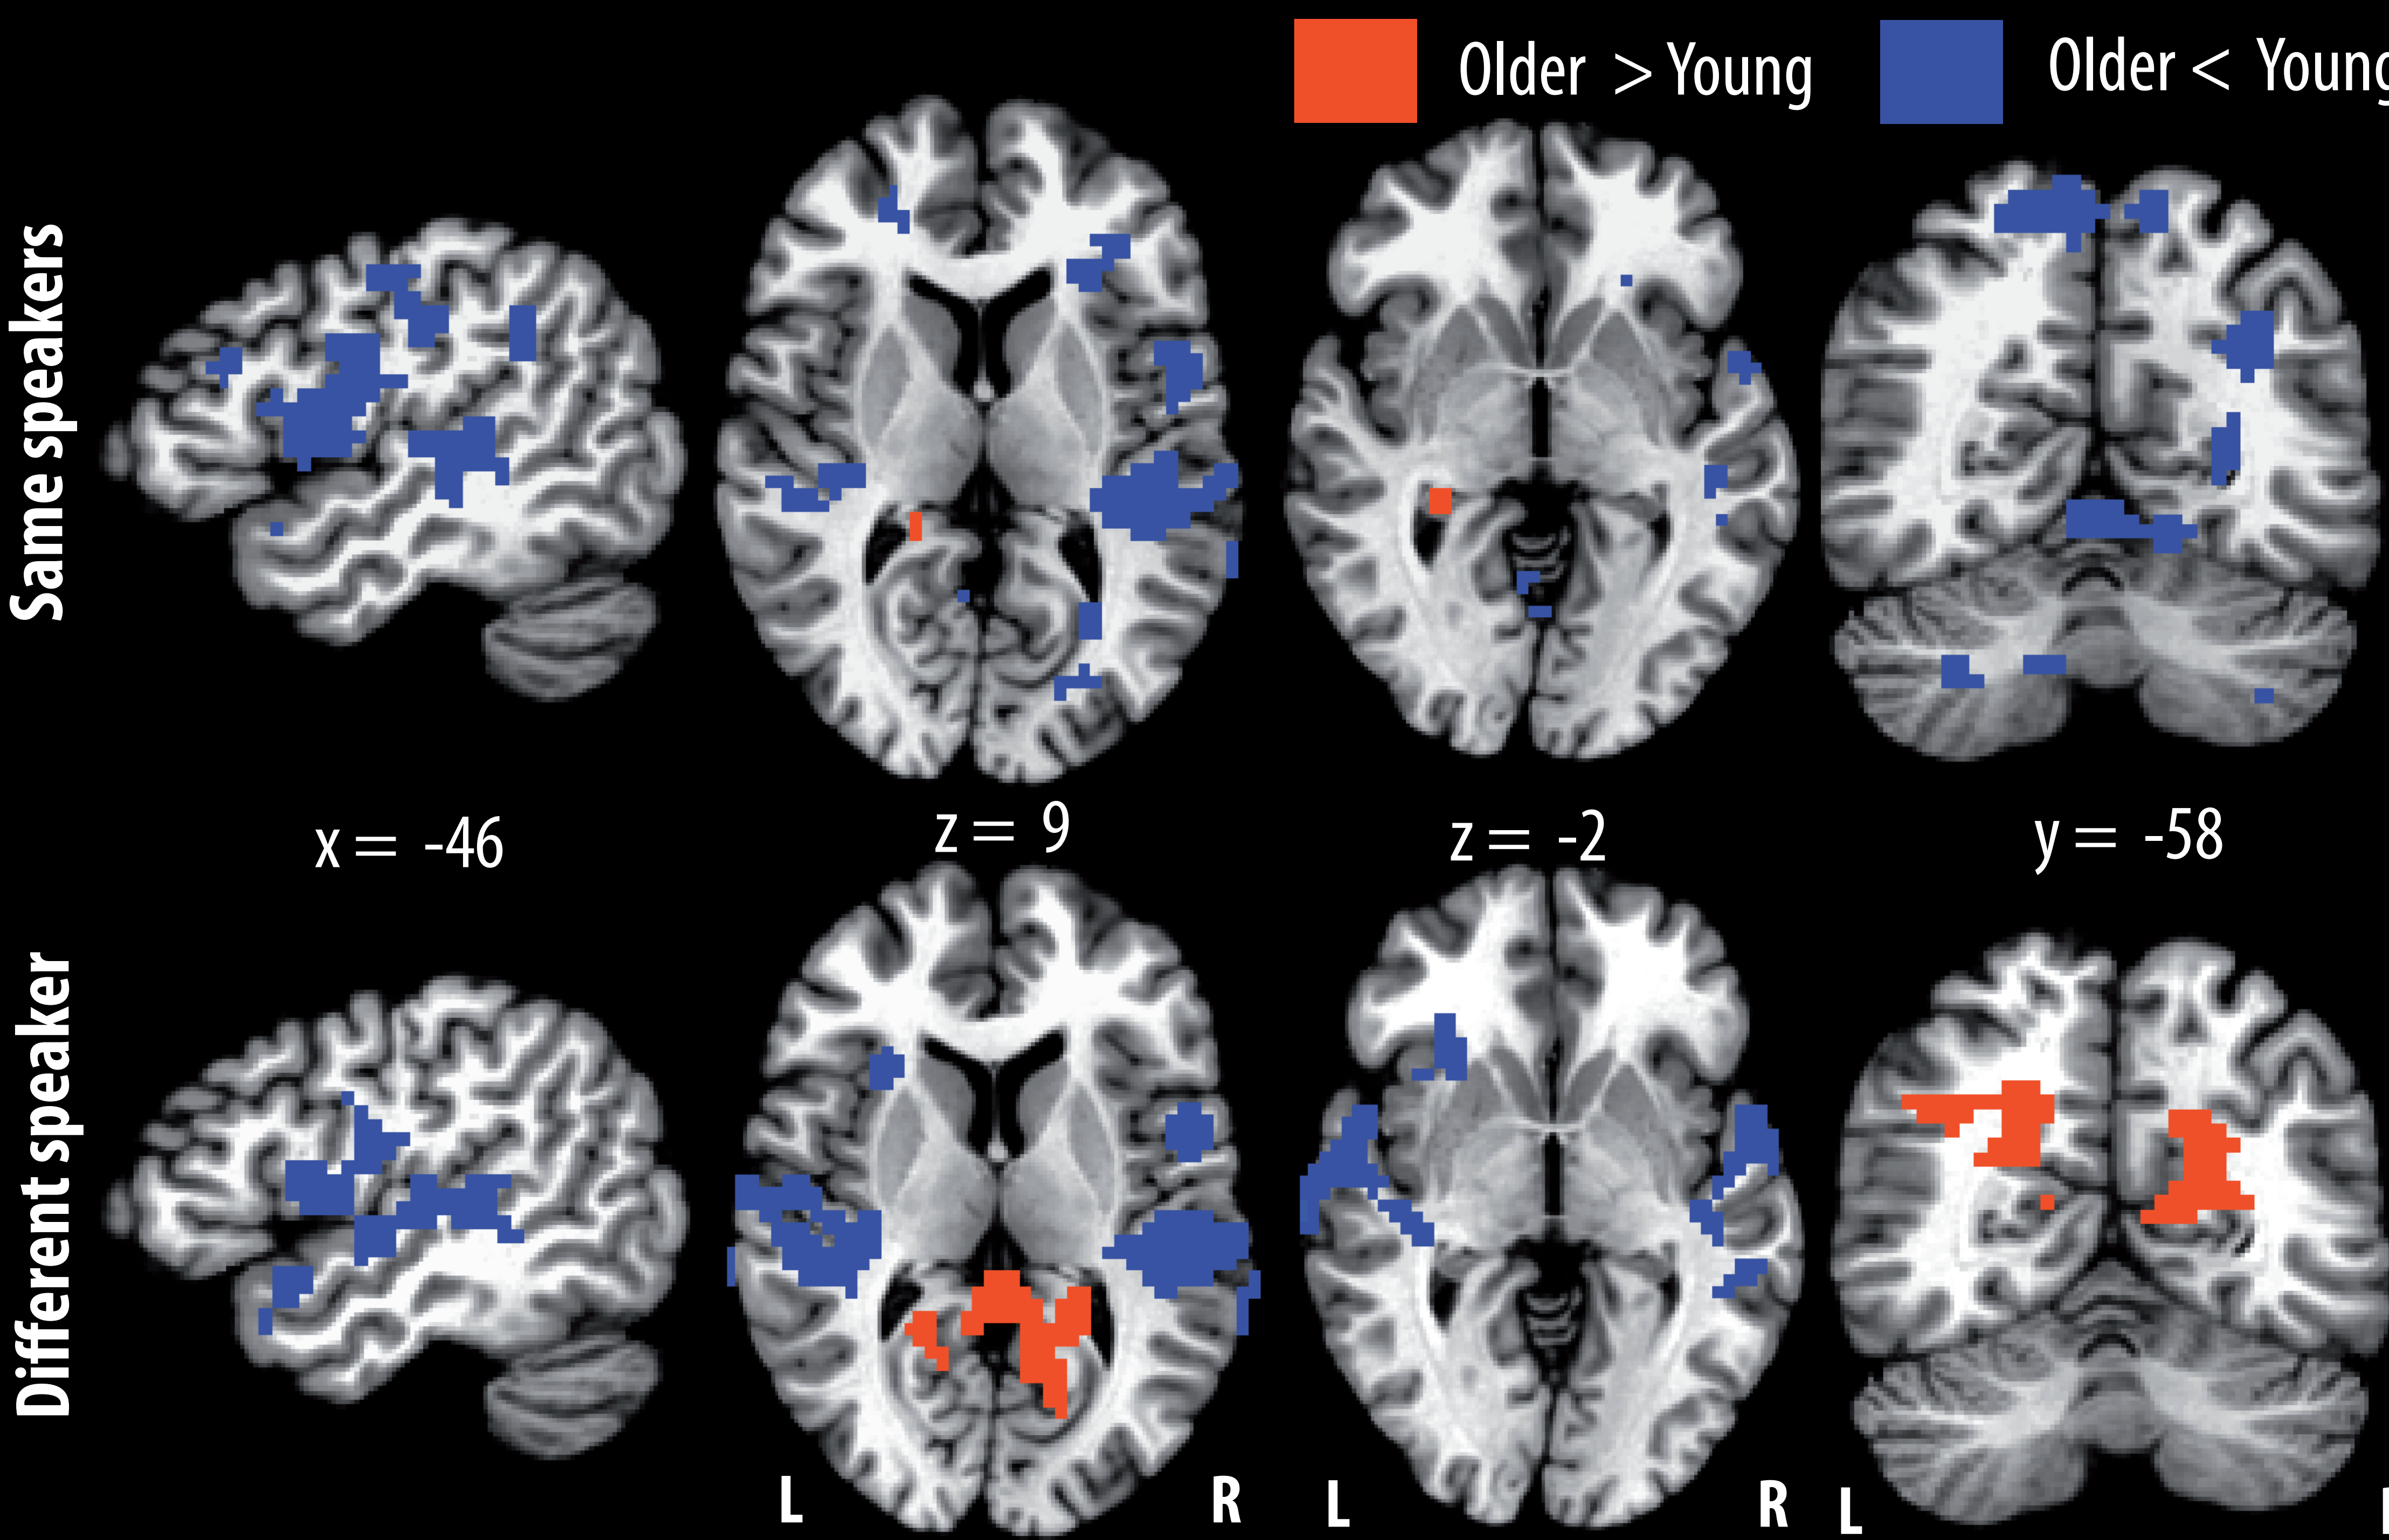 Older > Young
Older < Young
Same speakers
x = -46
z = 9
z = -2
y = -58
Different speaker
L
R
L
R
L